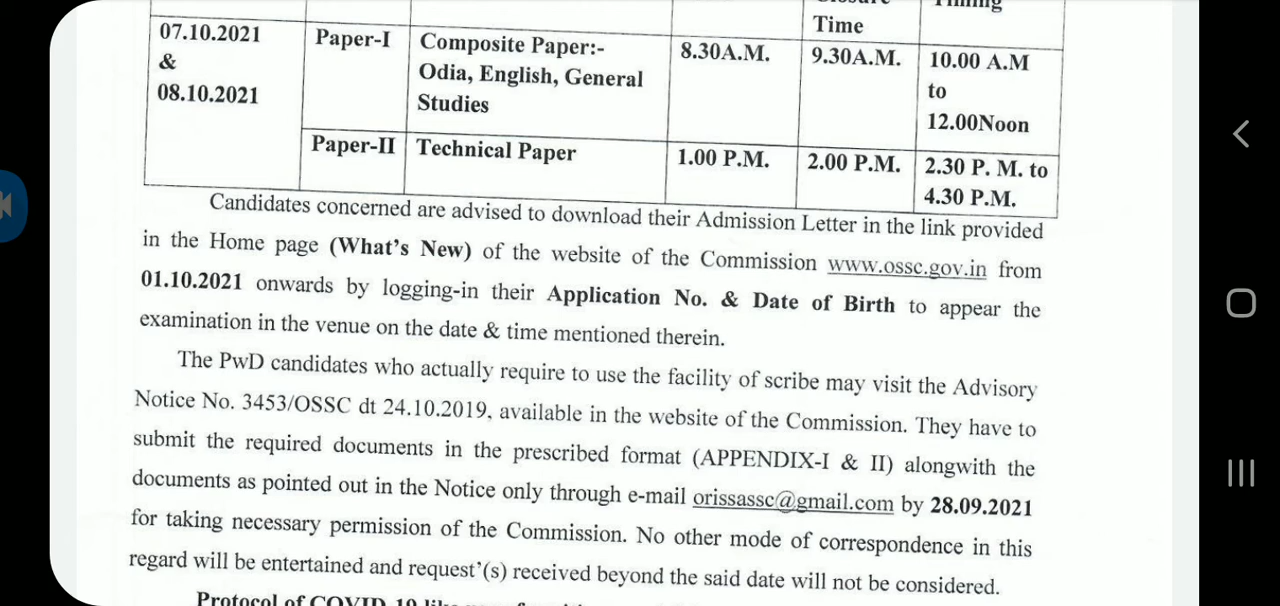 Time
07.10.2021 & 08.10.2021
Paper-I
Composite Paper:-
Odia, English, General
Studies
8.30A.M.
9.30A.M.
10.00 A.M
to
12.00Noon
Paper-II
Technical Paper
1.00 P.M.
2.00 P.M.
2.30 P. M. to
4.30 P.M.
Candidates concerned are advised to download their Admission Letter in the link provided
in the Home page (What's New) of the website of the Commission www.ossc.gov.in from
01.10.2021 onwards by logging-in their Application No. & Date of Birth to appear the
examination in the venue on the date & time mentioned therein.
The PwD candidates who actually require to use the facility of scribe may visit the Advisory
Notice No. 3453/OSSC dt 24.10.2019, available in the website of the Commission. They have to
submit the required documents in the prescribed format (APPENDIX-I & II) alongwith the
documents as pointed out in the Notice only through e-mail orissassc@gmail.com by 28.09.2021
for taking necessary permission of the Commission. No other mode of correspondence in this
regard will be entertained and request'(s) received beyond the said date will not be considered.
Protocol of COVID-19